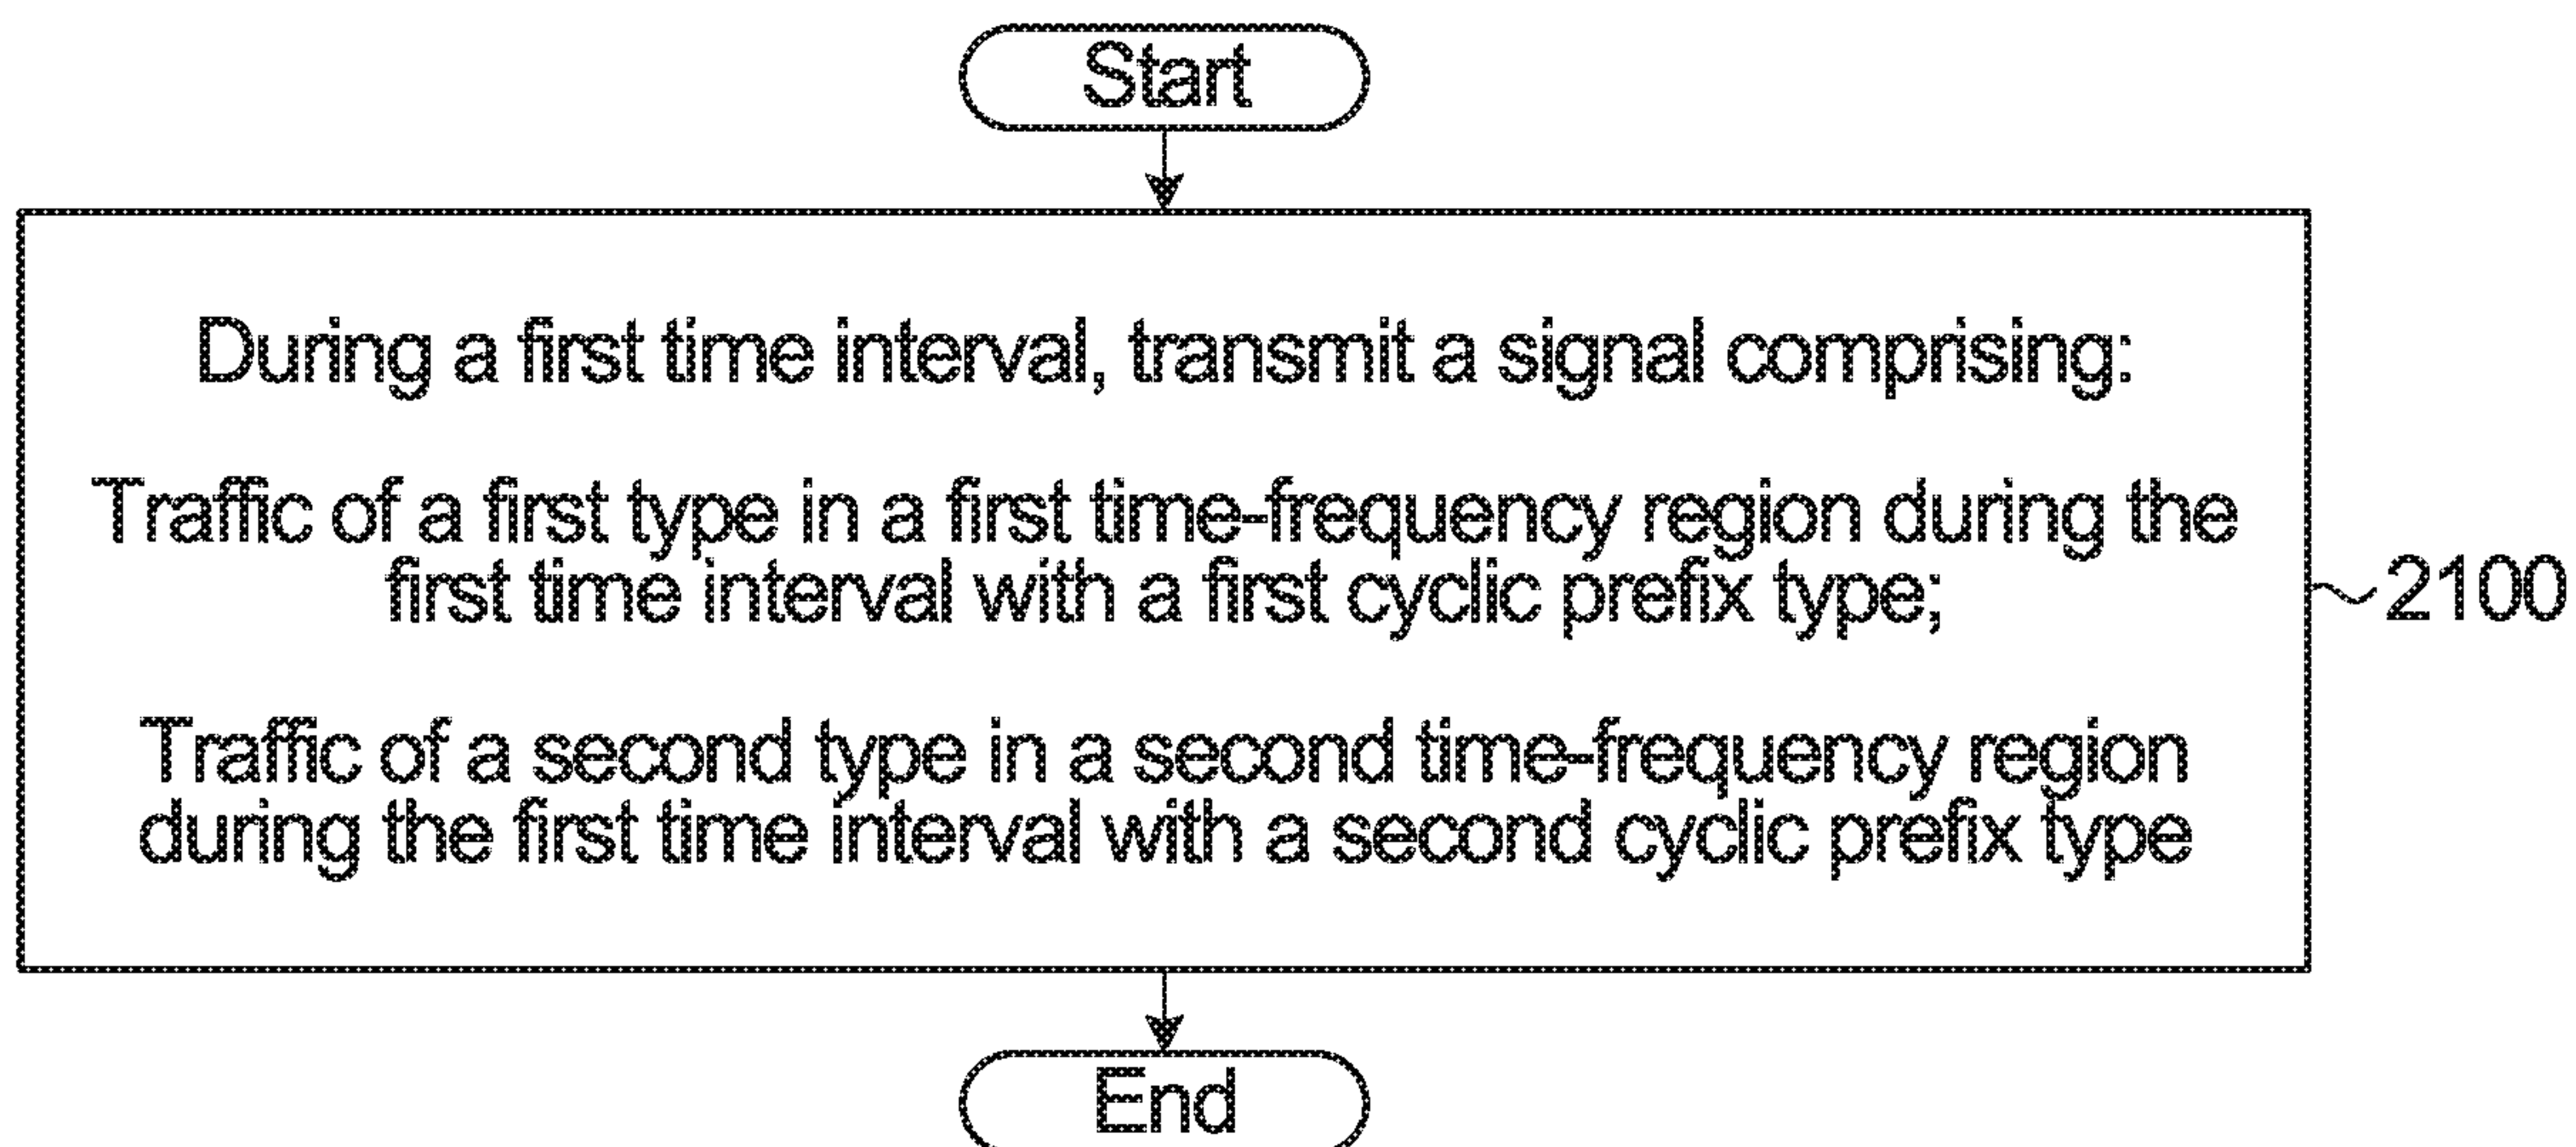 Start
During a first time interval, transmit a signal comprising:
Traffic of a first type in a first time-frequency region during the
first time interval with a first cyclic prefix type;
2100
Traffic of a second type in a second time-frequency region
during the first time interval with a second cyclic prefix type
End